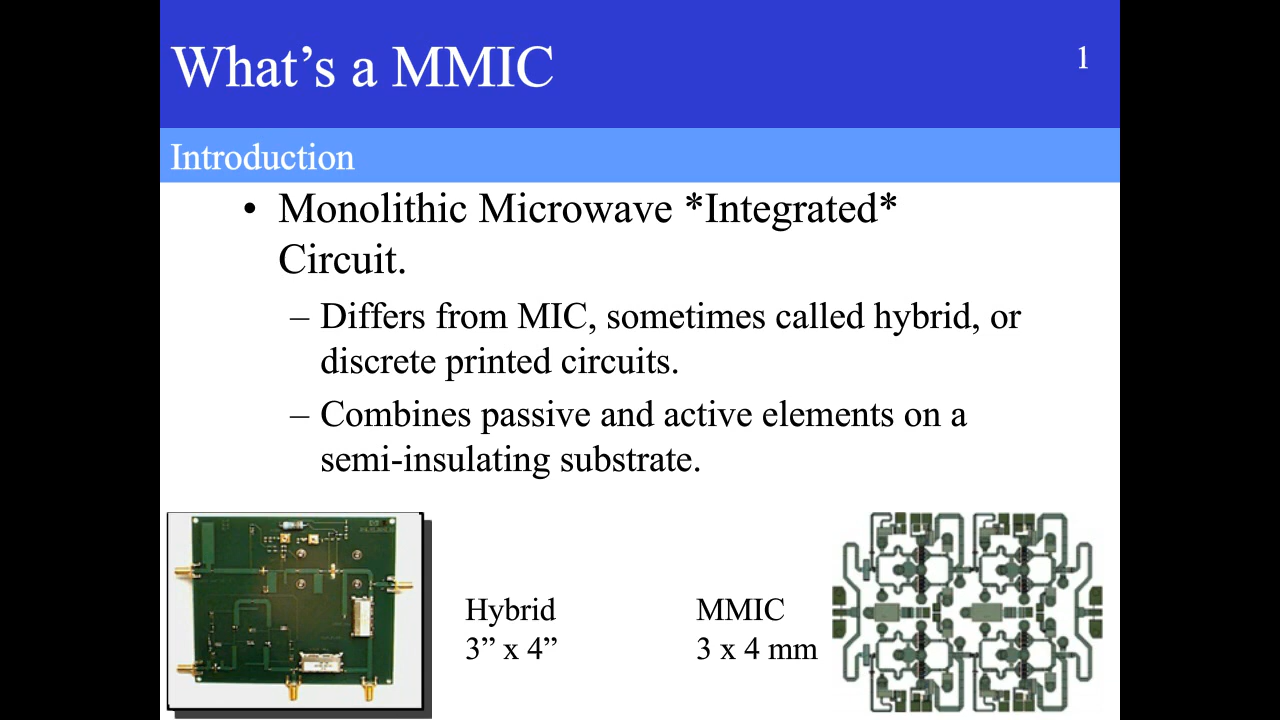 What’s a MMIC
1
Introduction
• Monolithic Microwave *Integrated*
Circuit.
– Differs from MIC, sometimes called hybrid, or
discrete printed circuits.
– Combines passive and active elements on a
semi-insulating substrate.
Hybrid
3” x 4”
MMIC
3 x 4 mm